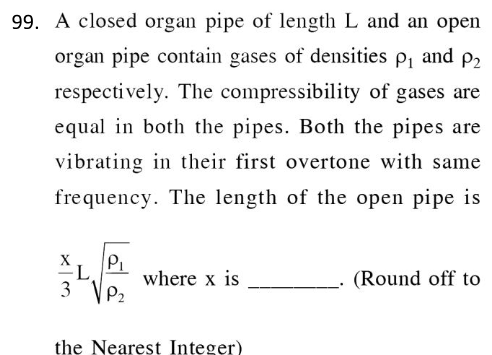 99. A closed organ pipe of length L and an open
organ pipe contain gases of densities ρ₁ and ρ₂
respectively. The compressibility of gases are
equal in both the pipes. Both the pipes are
vibrating in their first overtone with same
frequency. The length of the open pipe is
x/3 L√(ρ₁/ρ₂) where x is ________. (Round off to
the Nearest Integer)